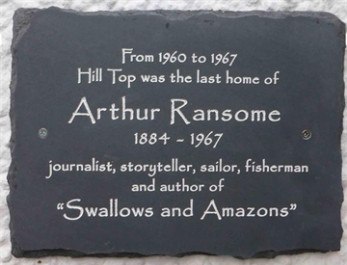 From 1960 to 1967
Hill Top was the last home of
Arthur Ransome
1884 - 1967
journalist, storyteller, sailor, fisherman
and author of
“Swallows and Amazons”